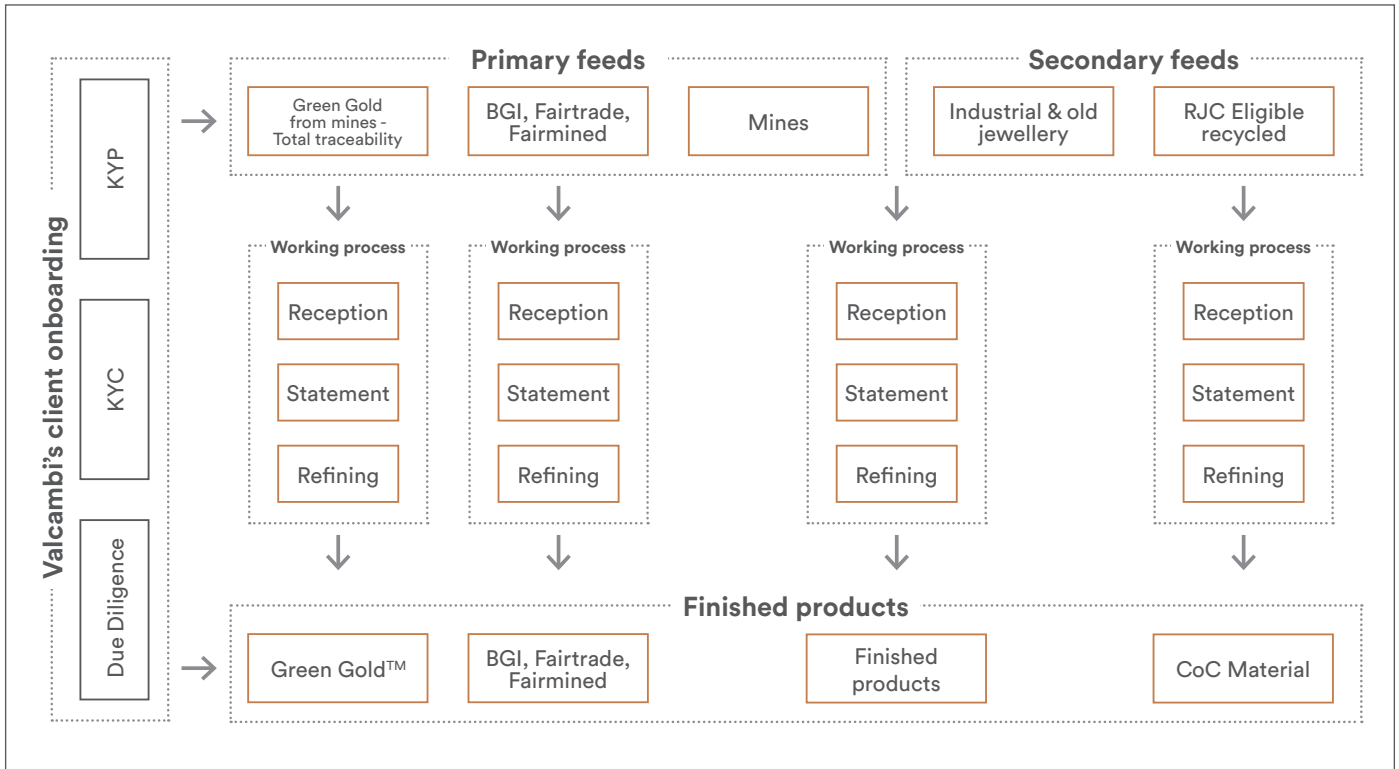 Valcambi's client onboarding
KYP
KYC
Due Diligence
Primary feeds
Green Gold
from mines -
Total traceability
BGI, Fairtrade,
Fairmined
Mines
Secondary feeds
Industrial & old
jewellery
RJC Eligible
recycled
Working process
Reception
Statement
Refining
Working process
Reception
Statement
Refining
Working process
Reception
Statement
Refining
Working process
Reception
Statement
Refining
Finished products
Green Gold™
BGI, Fairtrade,
Fairmined
Finished
products
CoC Material